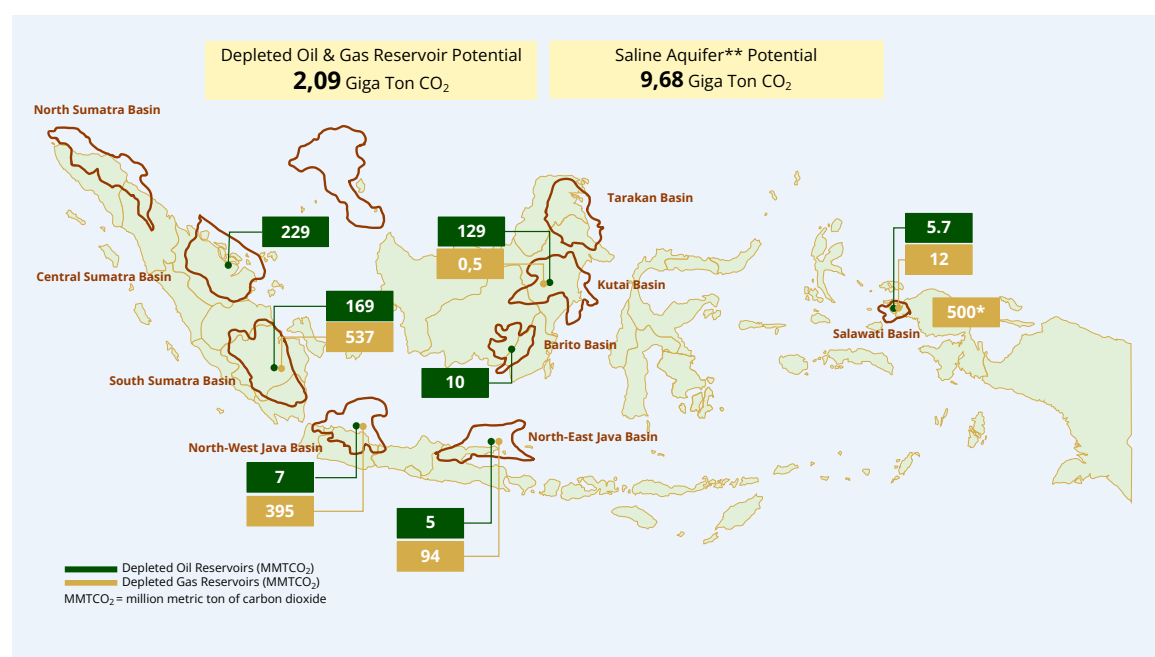 Depleted Oil & Gas Reservoir Potential
2,09 Giga Ton CO₂
Saline Aquifer** Potential
9,68 Giga Ton CO₂
North Sumatra Basin
Tarakan Basin
229
129
0,5
5.7
12
Central Sumatra Basin
Kutai Basin
169
537
500*
Salawati Basin
Barito Basin
South Sumatra Basin
10
North-West Java Basin
North-East Java Basin
7
395
5
94
Depleted Oil Reservoirs (MMTCO₂)
Depleted Gas Reservoirs (MMTCO₂)
MMTCO₂ = million metric ton of carbon dioxide